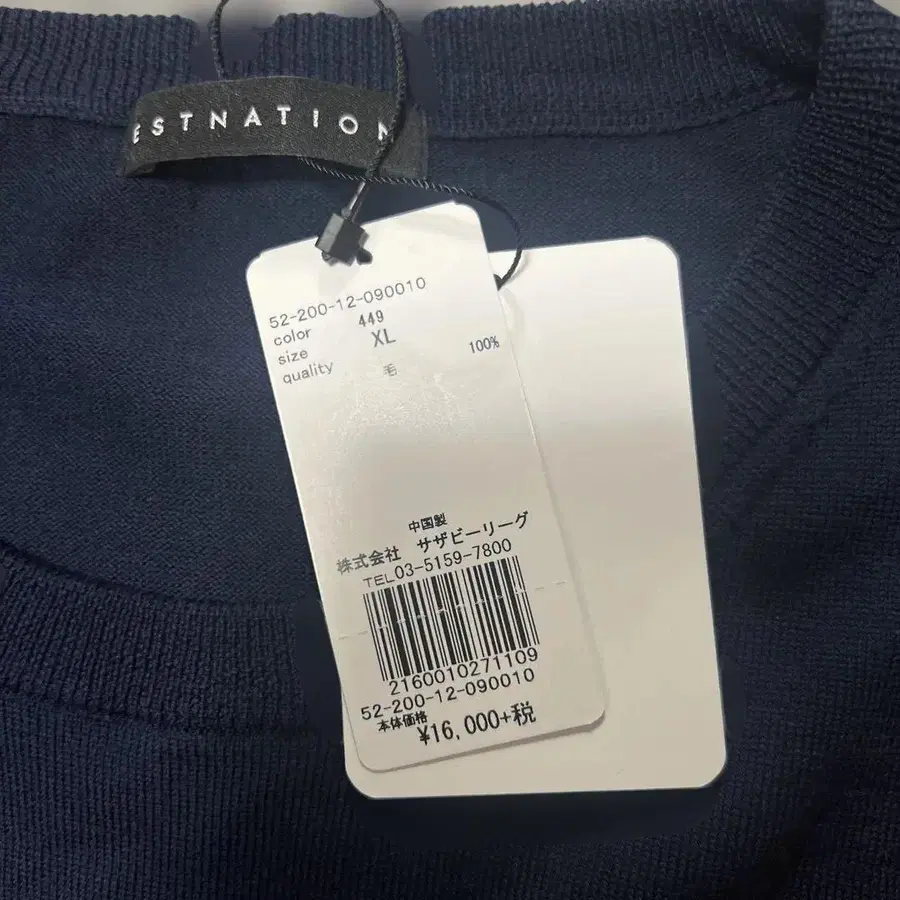 ESTNATION
52-200-12-090010
color 449
size XL
quality 毛 100%
中国製
株式会社 サザビーリーグ
TEL03-5159-7800
2160010271109
52-200-12-090010
本体価格
¥16,000+税